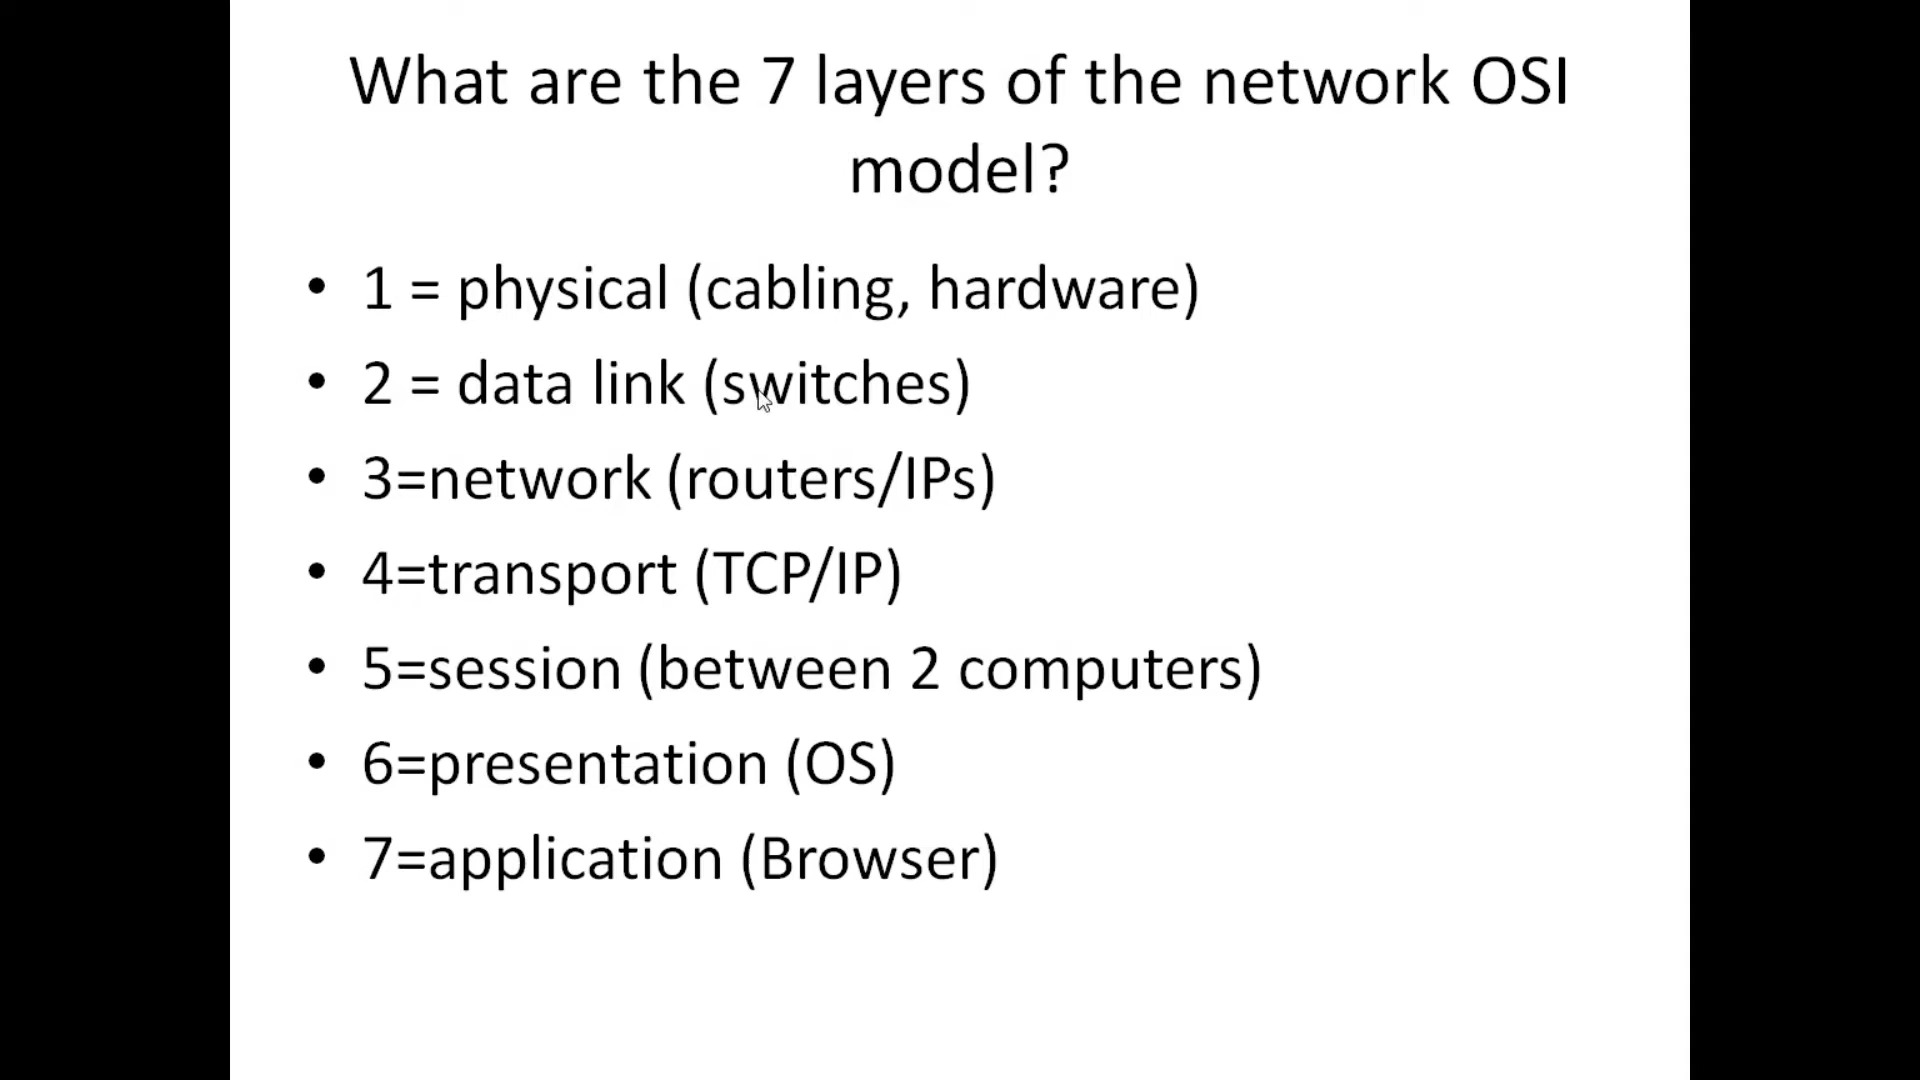 What are the 7 layers of the network OSI
model?
• 1 = physical (cabling, hardware)
• 2 = data link (switches)
• 3=network (routers/IPs)
• 4=transport (TCP/IP)
• 5=session (between 2 computers)
• 6=presentation (OS)
• 7=application (Browser)